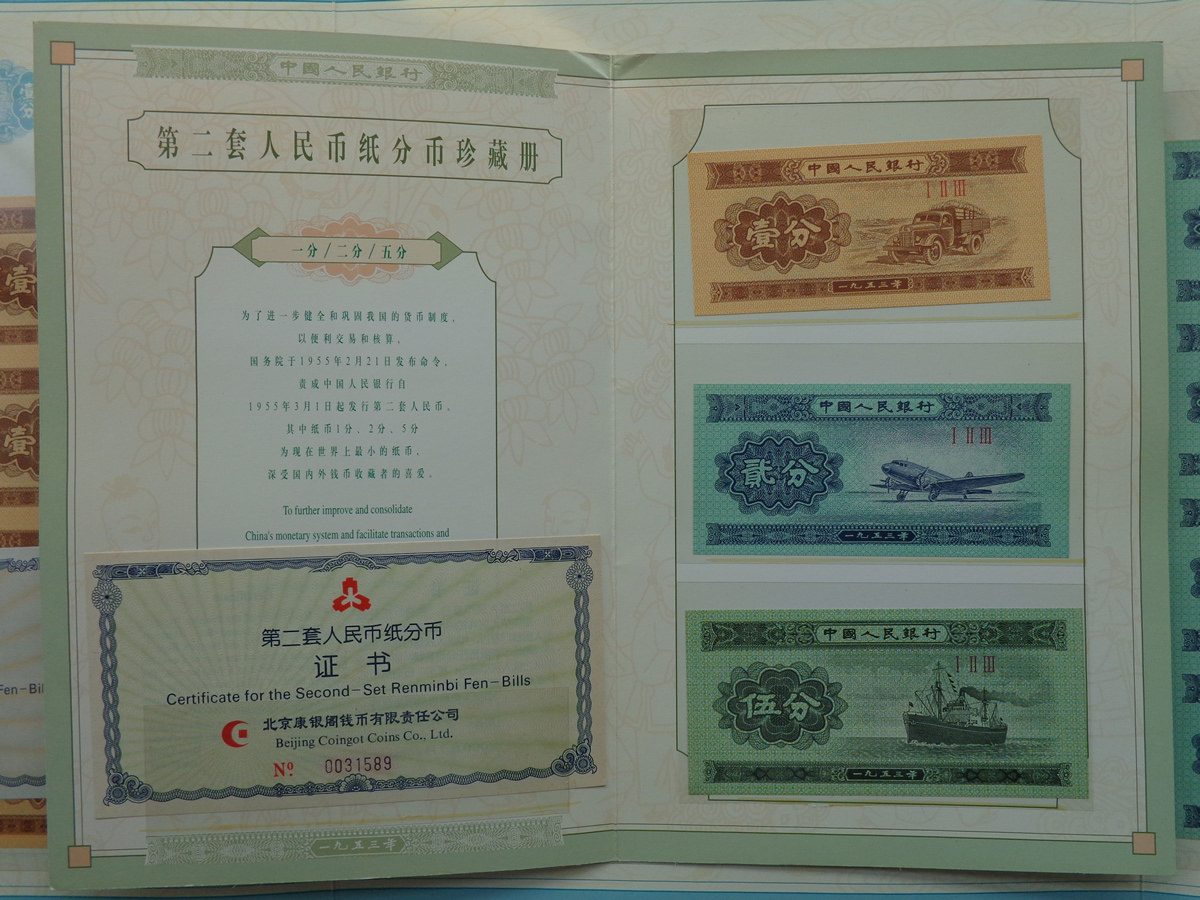 中國人民銀行
第二套人民币纸分币珍藏册
一分/二分/五分
为了进一步健全和巩固我国的货币制度，
以便利交易和核算，
国务院于1955年2月21日发布命令，
责成中国人民银行自
1955年3月1日起发行第二套人民币，
其中纸币1分、2分、5分
为现在世界上最小的纸币，
深受国内外钱币收藏者的喜爱。
To further improve and consolidate
China's monetary system and facilitate transactions and
第二套人民币纸分币
证书
Certificate for the Second-Set Renminbi Fen-Bills
北京康银阁钱币有限责任公司
Beijing Coingot Coins Co., Ltd.
Nº 0031589
一九五三年
中國人民銀行
I II III
壹分
一九五三年
中國人民銀行
I II III
貳分
一九五三年
中國人民銀行
I II III
伍分
一九五三年
壹
壹
Fen-Bil